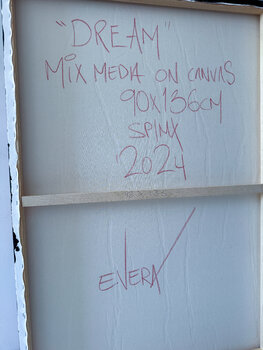 "DREAM"
MIX MEDIA ON CANVAS
90X136CM
SPINX
2024
EVERA